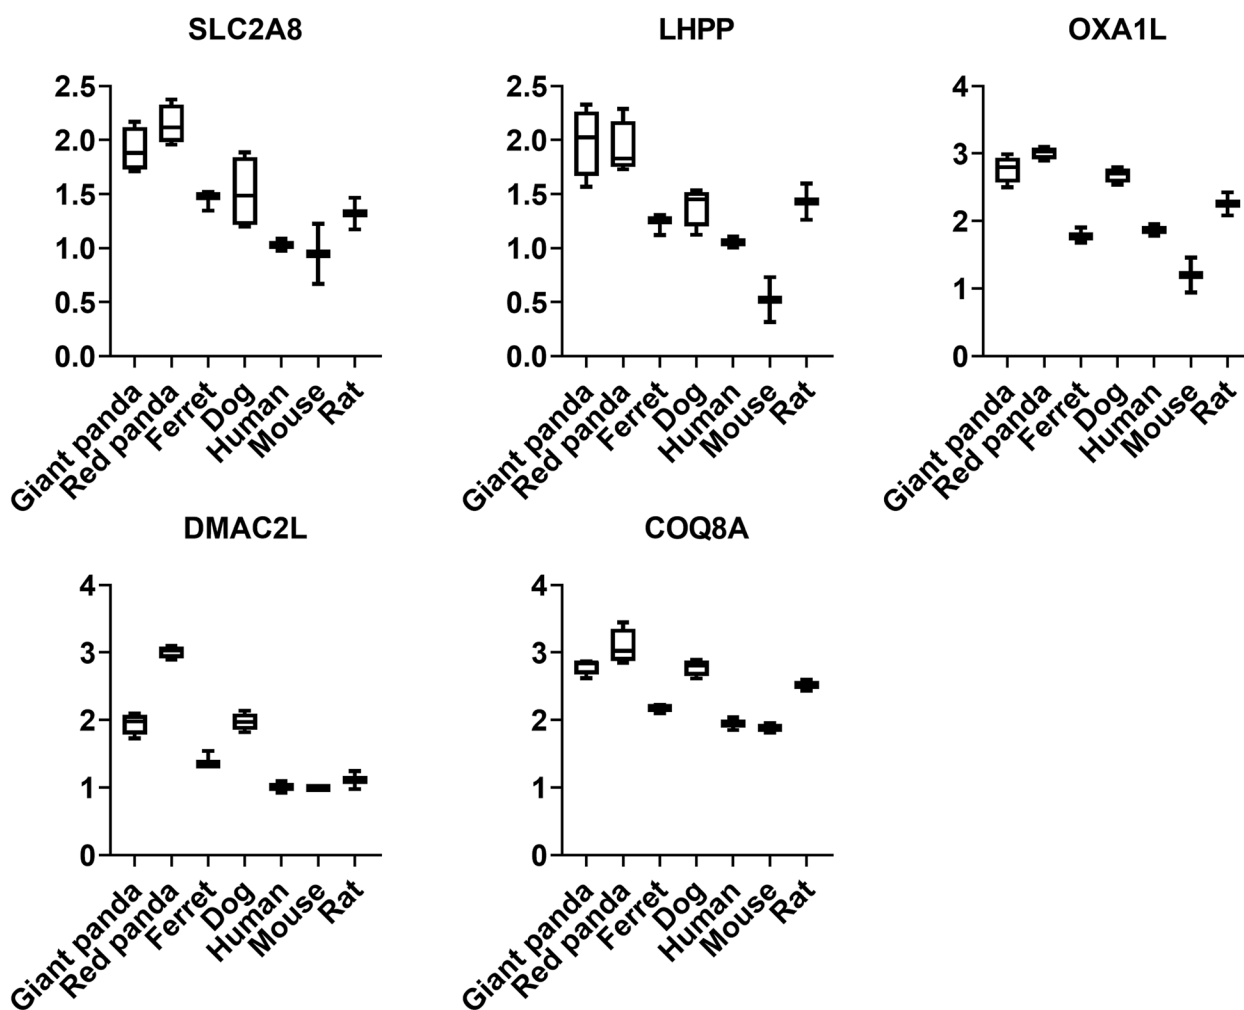 SLC2A8
2.5
2.0
1.5
1.0
0.5
0.0
Giant panda
Red panda
Ferret
Dog
Human
Mouse
Rat
LHPP
2.5
2.0
1.5
1.0
0.5
0.0
Giant panda
Red panda
Ferret
Dog
Human
Mouse
Rat
OXA1L
4
3
2
1
0
Giant panda
Red panda
Ferret
Dog
Human
Mouse
Rat
DMAC2L
4
3
2
1
0
Giant panda
Red panda
Ferret
Dog
Human
Mouse
Rat
COQ8A
4
3
2
1
0
Giant panda
Red panda
Ferret
Dog
Human
Mouse
Rat